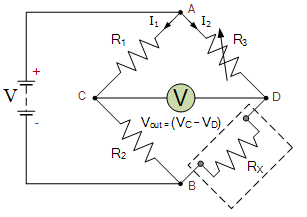 A
I₁ I₂
R₁ R₃
+
V
C V D
Vout = (VC – VD)
-
R₂ RX
B